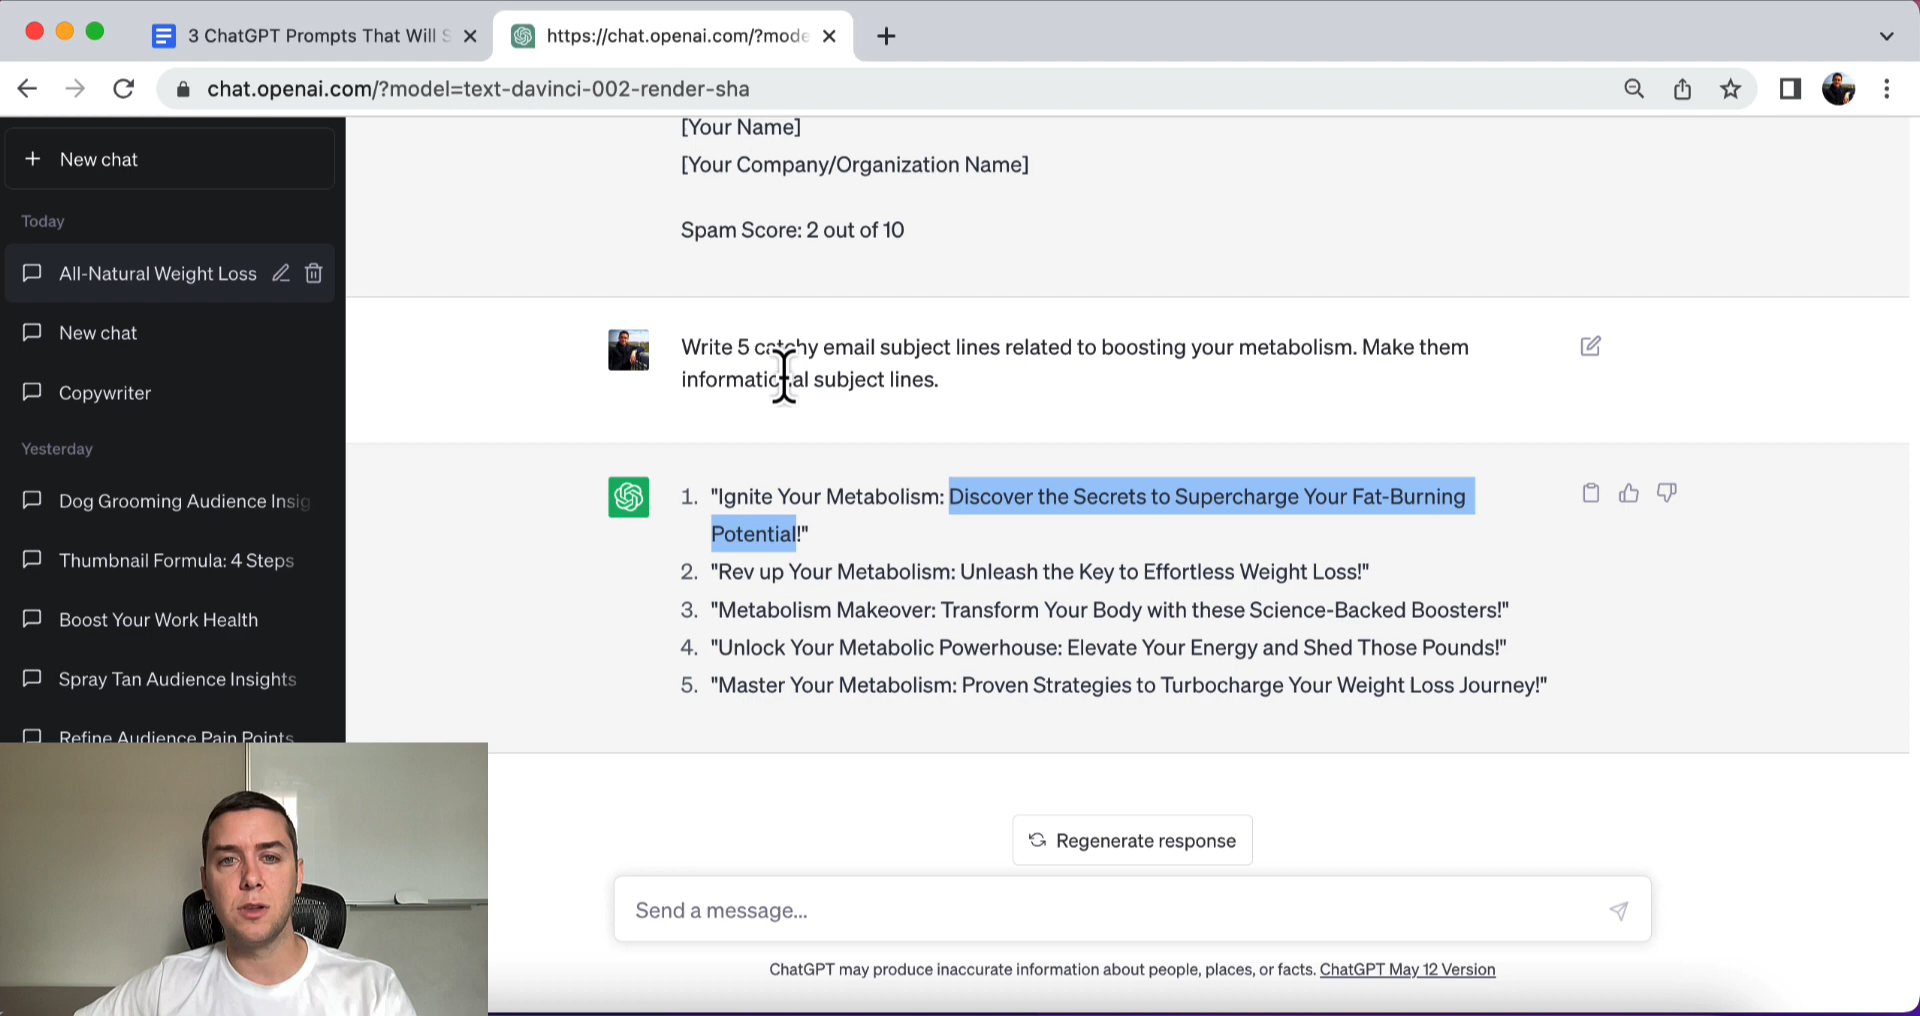 3 ChatGPT Prompts That Will S
https://chat.openai.com/?mode
chat.openai.com/?model=text-davinci-002-render-sha
New chat
Today
All-Natural Weight Loss
New chat
Copywriter
Yesterday
Dog Grooming Audience Insig
Thumbnail Formula: 4 Steps
Boost Your Work Health
Spray Tan Audience Insights
Refine Audience Pain Points
[Your Name]
[Your Company/Organization Name]
Spam Score: 2 out of 10
Write 5 catchy email subject lines related to boosting your metabolism. Make them
informational subject lines.
1. "Ignite Your Metabolism: Discover the Secrets to Supercharge Your Fat-Burning
Potential!"
2. "Rev up Your Metabolism: Unleash the Key to Effortless Weight Loss!"
3. "Metabolism Makeover: Transform Your Body with these Science-Backed Boosters!"
4. "Unlock Your Metabolic Powerhouse: Elevate Your Energy and Shed Those Pounds!"
5. "Master Your Metabolism: Proven Strategies to Turbocharge Your Weight Loss Journey!"
Regenerate response
Send a message...
ChatGPT may produce inaccurate information about people, places, or facts. ChatGPT May 12 Version